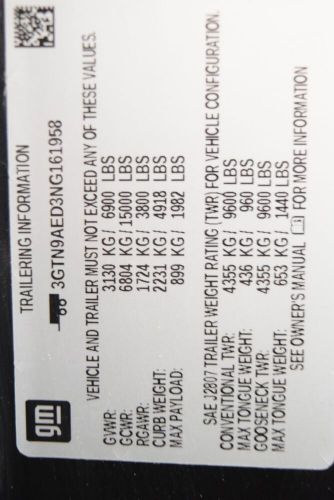 gm
TRAILERING INFORMATION
3GTN9AED3NG161958
VEHICLE AND TRAILER MUST NOT EXCEED ANY OF THESE VALUES.
GVWR: 3130 KG/ 6900 LBS
GCWR: 6804 KG/ 15000 LBS
RGAWR: 1724 KG/ 3800 LBS
CURB WEIGHT: 2231 KG/ 4918 LBS
MAX PAYLOAD: 899 KG/ 1982 LBS
SAE J2807 TRAILER WEIGHT RATING (TWR) FOR VEHICLE CONFIGURATION.
CONVENTIONAL TWR: 4355 KG/ 9600 LBS
MAX TONGUE WEIGHT: 436 KG/ 960 LBS
GOOSENECK TWR: 4355 KG/ 9600 LBS
MAX TONGUE WEIGHT: 653 KG/ 1440 LBS
SEE OWNER'S MANUAL FOR MORE INFORMATION